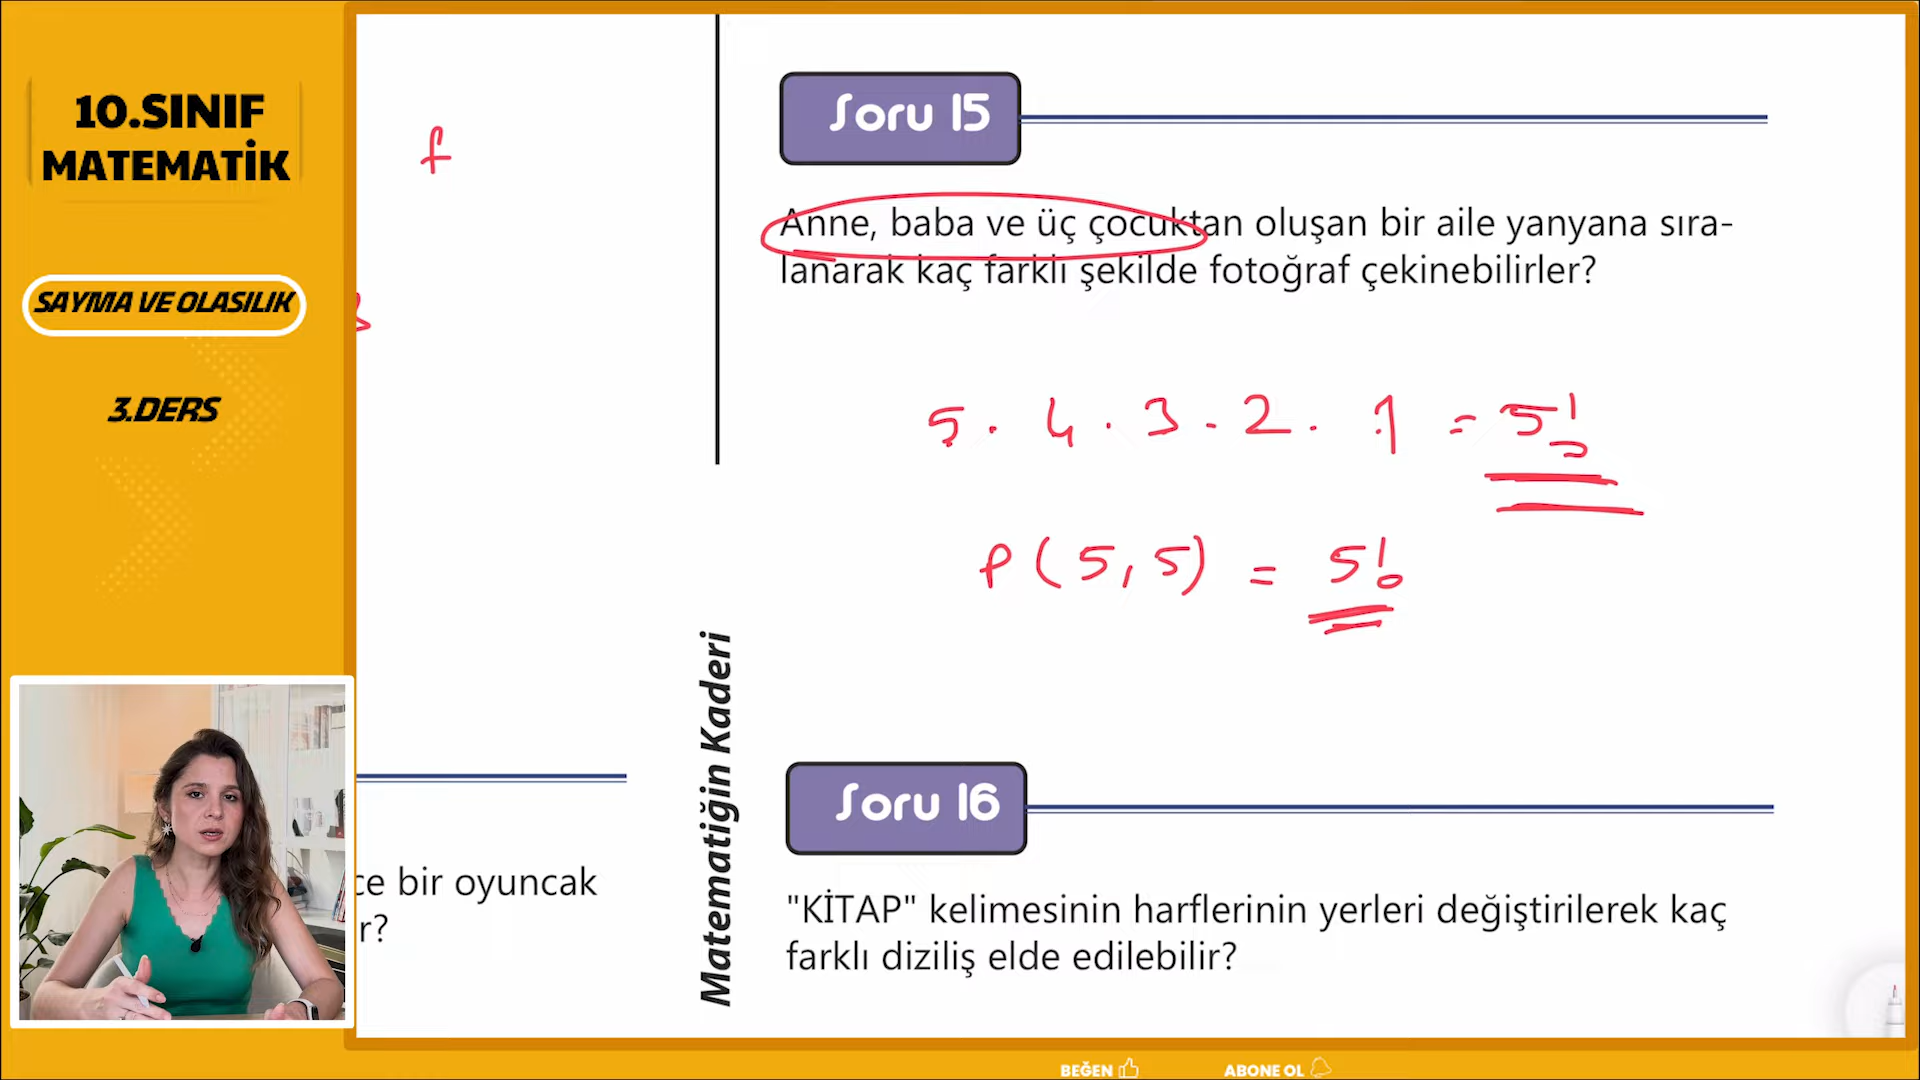 10.SINIF
MATEMATİK
SAYMA VE OLASILIK
3.DERS
f
ce bir oyuncak
r?
Matematiğin Kaderi
Soru 15
Anne, baba ve üç çocuktan oluşan bir aile yanyana sıra-
lanarak kaç farklı şekilde fotoğraf çekinebilirler?
5 . 4 . 3 . 2 . 1 = 5!
P ( 5, 5) = 5!
Soru 16
"KİTAP" kelimesinin harflerinin yerleri değiştirilerek kaç
farklı diziliş elde edilebilir?
BEĞEN
ABONE OL